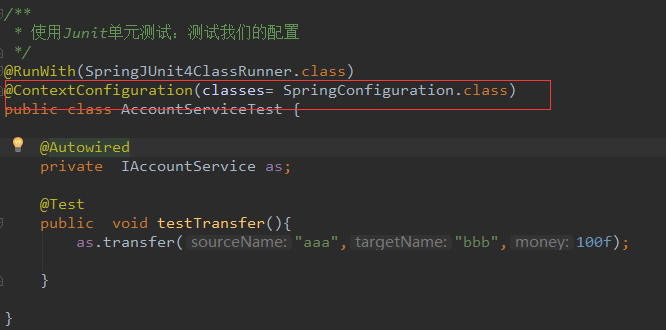 /**
 * 使用Junit单元测试：测试我们的配置
 */
@RunWith(SpringJUnit4ClassRunner.class)
@ContextConfiguration(classes= SpringConfiguration.class)
public class AccountServiceTest {
@Autowired
private  IAccountService as;
@Test
public  void testTransfer(){
as.transfer( sourceName: "aaa", targetName: "bbb", money: 100f);
}
}